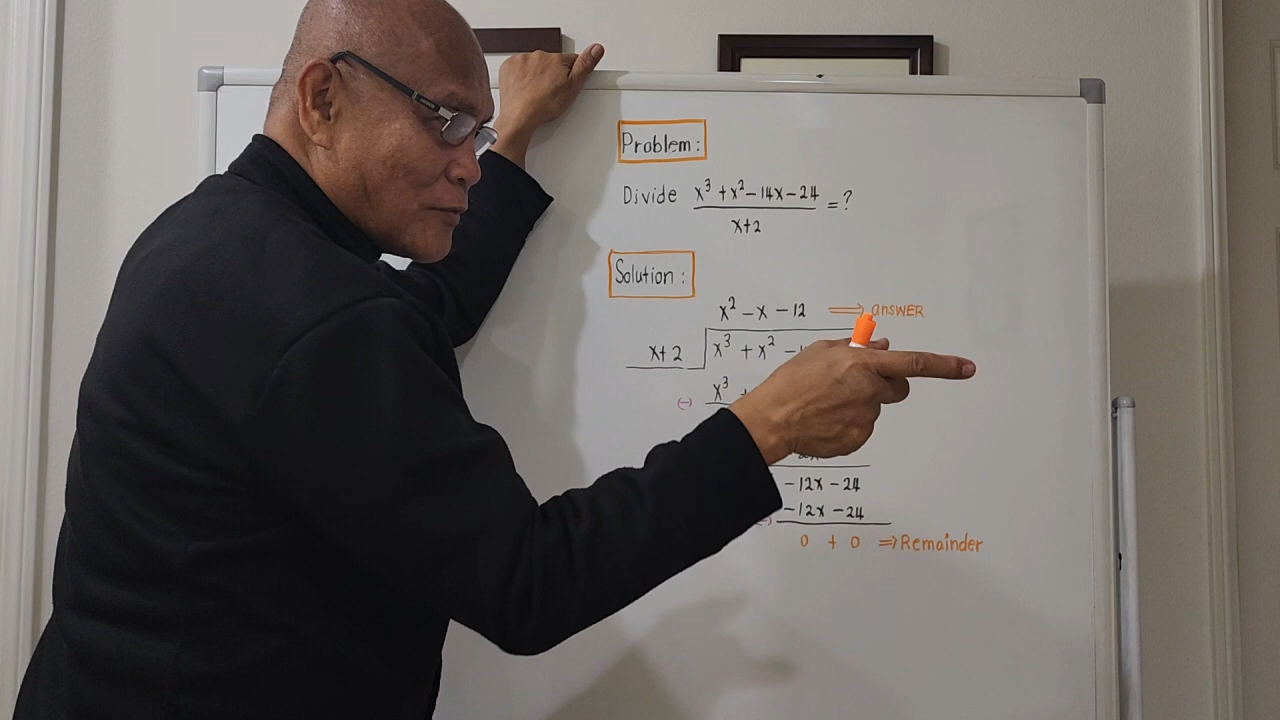 Problem:
Divide x³ + x² - 14x - 24 / x+2 = ?
Solution:
x² - x - 12 ⟹ answer
x+2 x³ + x² -
(-) x³
- 12x - 24
(-) - 12x - 24
0 + 0 ⟹ Remainder